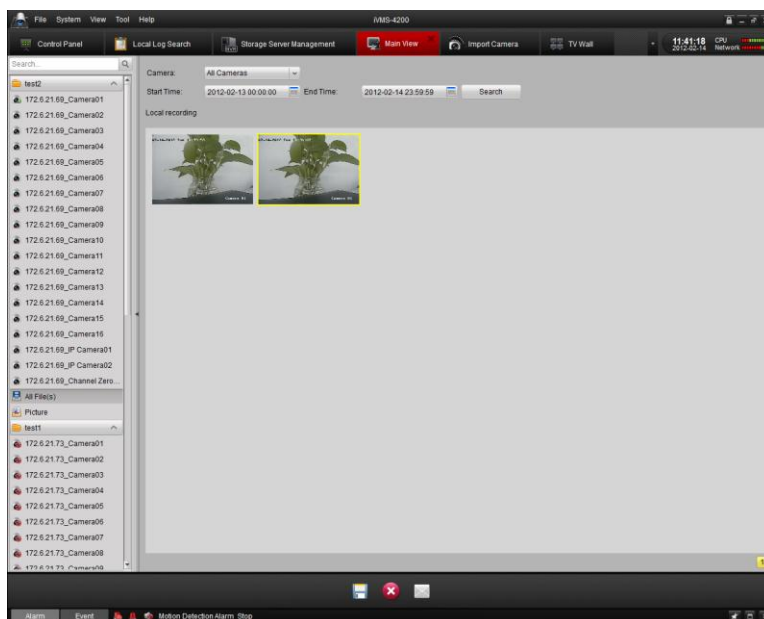 File System View Tool Help
iVMS-4200
Control Panel
Local Log Search
Storage Server Management
Main View
Import Camera
TV Wall
11:41:18
2012-02-14
CPU
Network
Search...
test2
172.6.21.69_Camera01
172.6.21.69_Camera02
172.6.21.69_Camera03
172.6.21.69_Camera04
172.6.21.69_Camera05
172.6.21.69_Camera06
172.6.21.69_Camera07
172.6.21.69_Camera08
172.6.21.69_Camera09
172.6.21.69_Camera10
172.6.21.69_Camera11
172.6.21.69_Camera12
172.6.21.69_Camera13
172.6.21.69_Camera14
172.6.21.69_Camera15
172.6.21.69_Camera16
172.6.21.69_IP Camera01
172.6.21.69_IP Camera02
172.6.21.69_Channel Zero...
All File(s)
Picture
test1
172.6.21.73_Camera01
172.6.21.73_Camera02
172.6.21.73_Camera03
172.6.21.73_Camera04
172.6.21.73_Camera05
172.6.21.73_Camera06
172.6.21.73_Camera07
172.6.21.73_Camera08
172.6.21.73_Camera09
Camera: All Cameras
Start Time: 2012-02-13 00:00:00 End Time: 2012-02-14 23:59:59 Search
Local recording
1
Alarm Event Motion Detection Alarm Stop